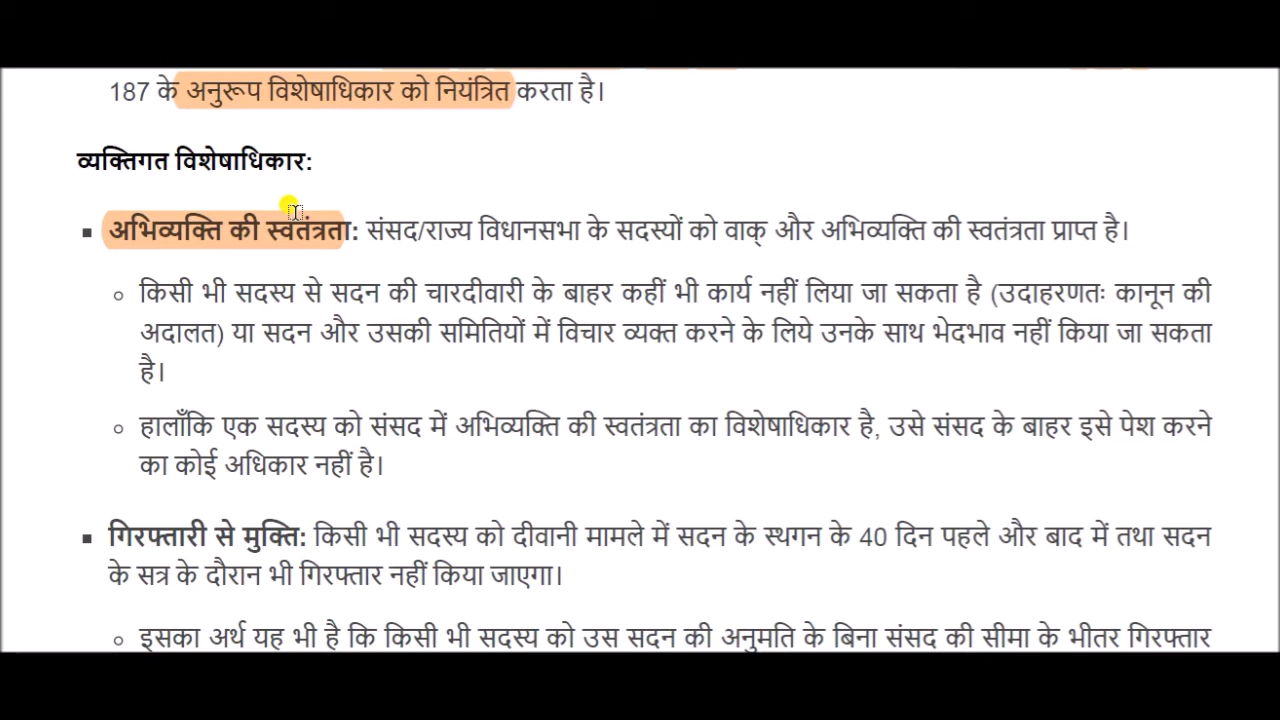 187 के अनुरूप विशेषाधिकार को नियंत्रित करता है।
व्यक्तिगत विशेषाधिकार:
अभिव्यक्ति की स्वतंत्रता: संसद/राज्य विधानसभा के सदस्यों को वाक् और अभिव्यक्ति की स्वतंत्रता प्राप्त है।
किसी भी सदस्य से सदन की चारदीवारी के बाहर कहीं भी कार्य नहीं लिया जा सकता है (उदाहरणतः कानून की
अदालत) या सदन और उसकी समितियों में विचार व्यक्त करने के लिये उनके साथ भेदभाव नहीं किया जा सकता
है।
हालाँकि एक सदस्य को संसद में अभिव्यक्ति की स्वतंत्रता का विशेषाधिकार है, उसे संसद के बाहर इसे पेश करने
का कोई अधिकार नहीं है।
गिरफ्तारी से मुक्ति: किसी भी सदस्य को दीवानी मामले में सदन के स्थगन के 40 दिन पहले और बाद में तथा सदन
के सत्र के दौरान भी गिरफ्तार नहीं किया जाएगा।
इसका अर्थ यह भी है कि किसी भी सदस्य को उस सदन की अनुमति के बिना संसद की सीमा के भीतर गिरफ्तार